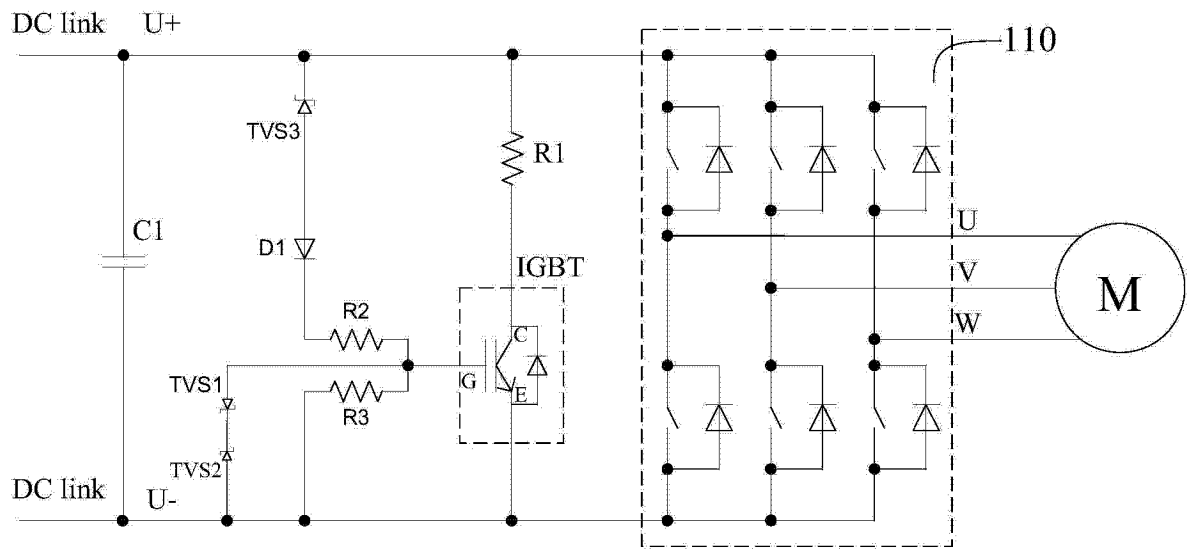 DC link U+
110
TVS3
R1
C1
D1
U
IGBT
V
M
R2
W
C
G
TVS1
E
R3
TVS2
DC link U-